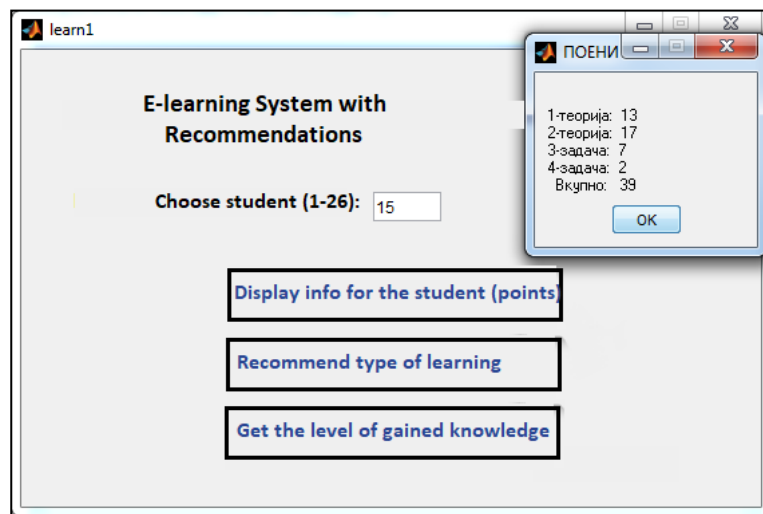 learn1
E-learning System with
Recommendations
Choose student (1-26): 15
Display info for the student (points)
Recommend type of learning
Get the level of gained knowledge
ПОЕНИ
1-теорија: 13
2-теорија: 17
3-задача: 7
4-задача: 2
Вкупно: 39
OK